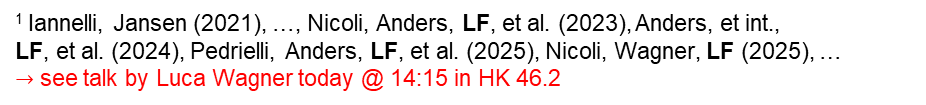 1 Iannelli, Jansen (2021), …, Nicoli, Anders, LF, et al. (2023), Anders, et int.,
LF, et al. (2024), Pedrielli, Anders, LF, et al. (2025), Nicoli, Wagner, LF (2025), …
→ see talk by Luca Wagner today @ 14:15 in HK 46.2